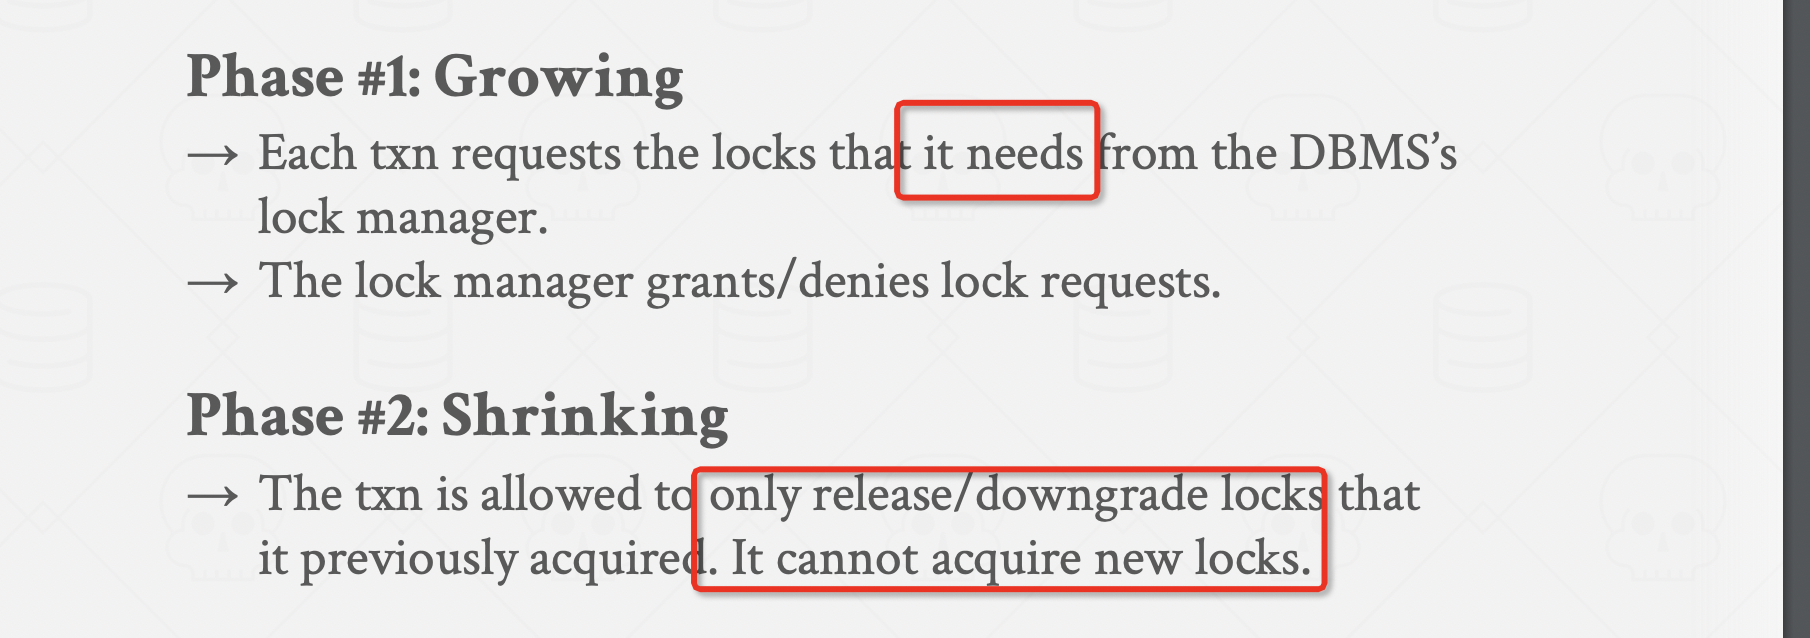 Phase #1: Growing
→ Each txn requests the locks that it needs from the DBMS’s
lock manager.
→ The lock manager grants/denies lock requests.
Phase #2: Shrinking
→ The txn is allowed to only release/downgrade locks that
it previously acquired. It cannot acquire new locks.